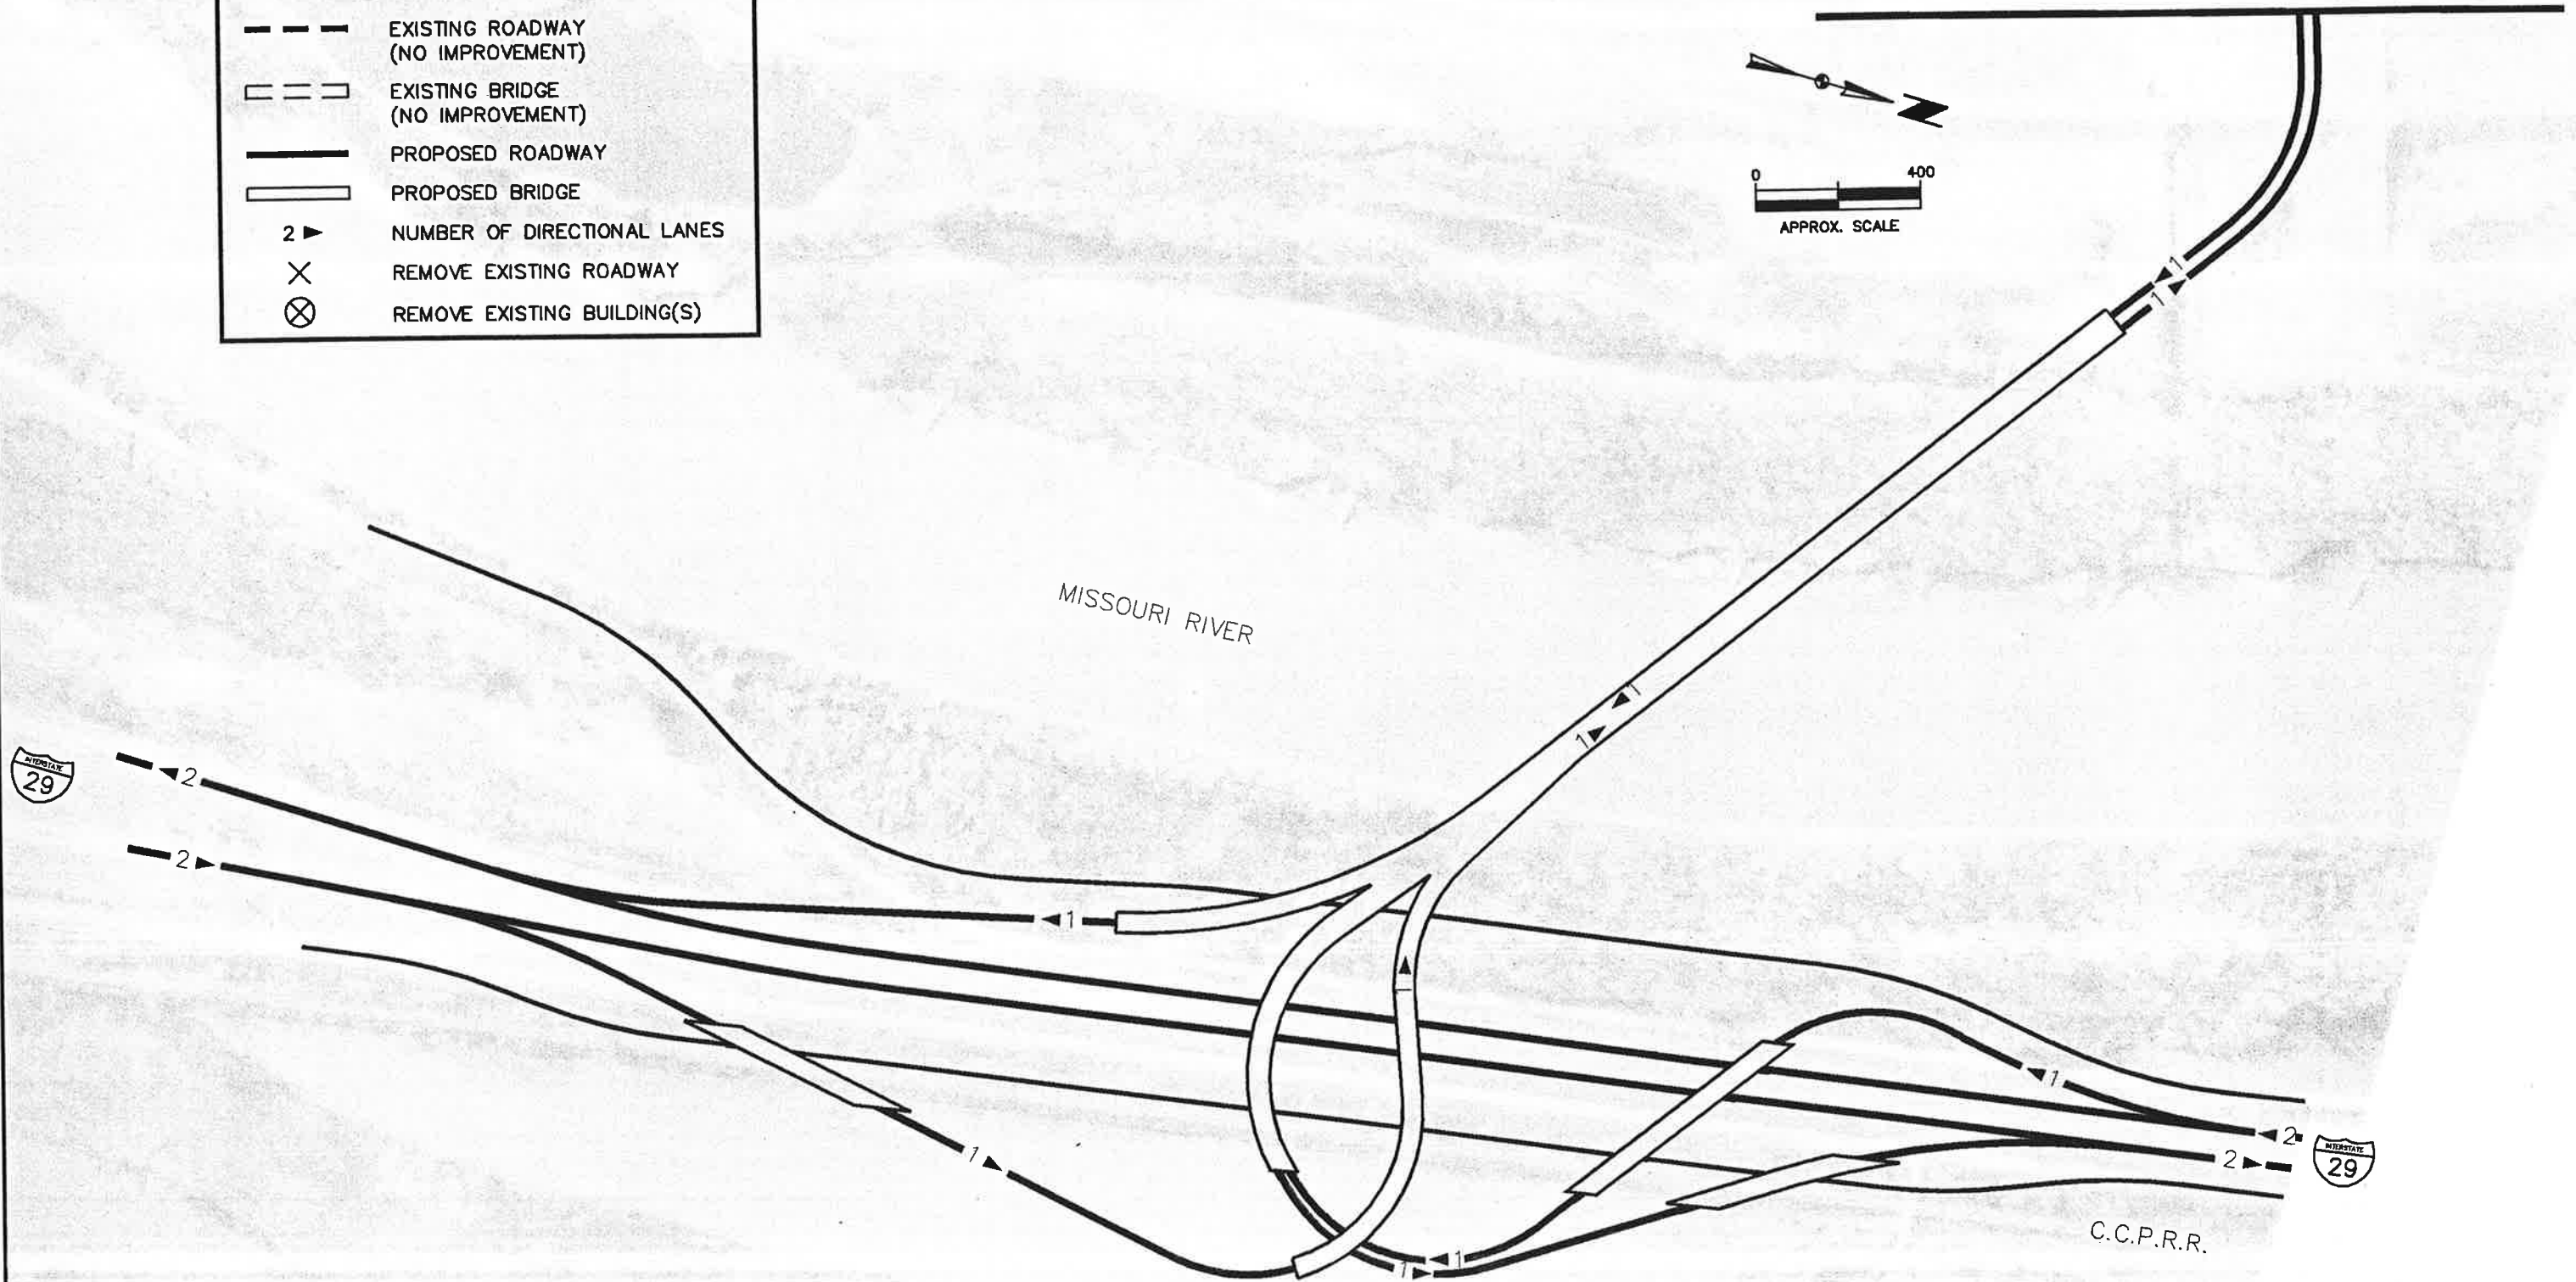 EXISTING ROADWAY
(NO IMPROVEMENT)
EXISTING BRIDGE
(NO IMPROVEMENT)
PROPOSED ROADWAY
PROPOSED BRIDGE
2 NUMBER OF DIRECTIONAL LANES
REMOVE EXISTING ROADWAY
REMOVE EXISTING BUILDING(S)
0 400
APPROX. SCALE
1
1
MISSOURI RIVER
1
1
INTERSTATE
29
2
2
1
1
1
1
2
2
INTERSTATE
29
1
1
1
C.C.P.R.R.